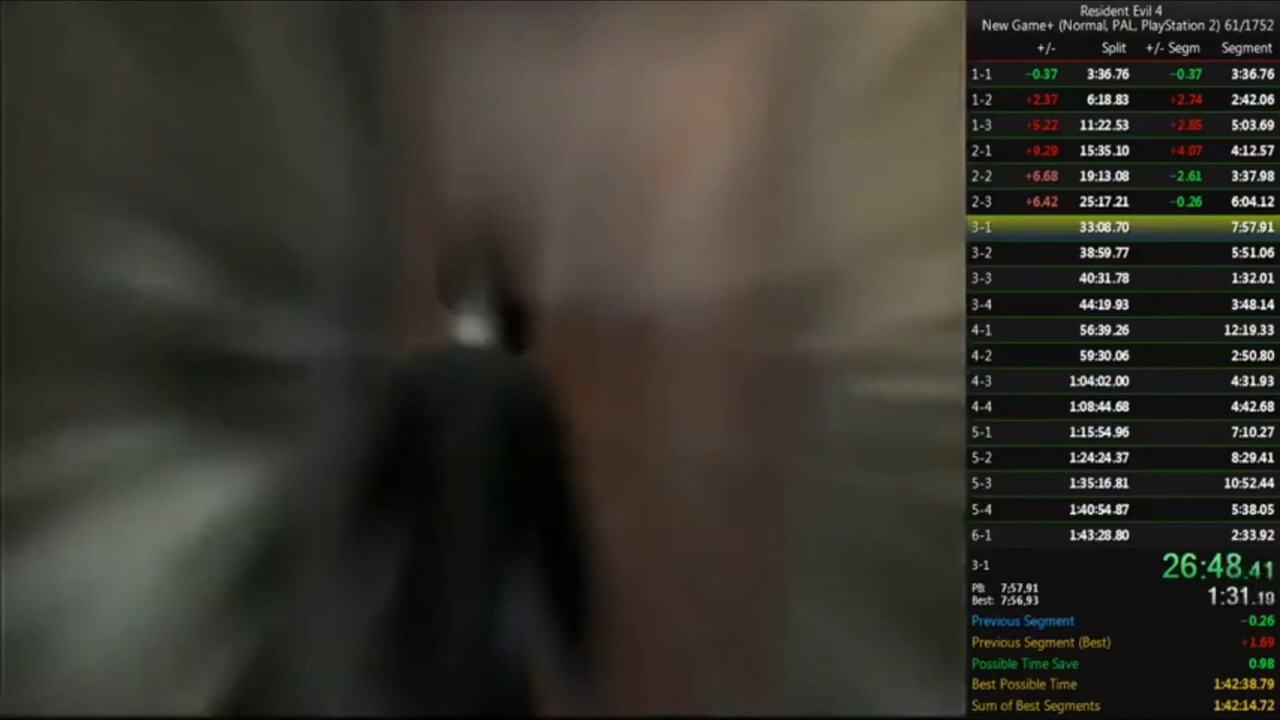 Resident Evil 4
New Game+ (Normal, PAL, PlayStation 2) 61/1752
+/- Split +/- Segm Segment
1-1 -0.37 3:36.76 -0.37 3:36.76
1-2 +2.37 6:18.83 +2.74 2:42.06
1-3 +5.22 11:22.53 +2.85 5:03.69
2-1 +9.29 15:35.10 +4.07 4:12.57
2-2 +6.68 19:13.08 -2.61 3:37.98
2-3 +6.42 25:17.21 -0.26 6:04.12
3-1 33:08.70 7:57.91
3-2 38:59.77 5:51.06
3-3 40:31.78 1:32.01
3-4 44:19.93 3:48.14
4-1 56:39.26 12:19.33
4-2 59:30.06 2:50.80
4-3 1:04:02.00 4:31.93
4-4 1:08:44.68 4:42.68
5-1 1:15:54.96 7:10.27
5-2 1:24:24.37 8:29.41
5-3 1:35:16.81 10:52.44
5-4 1:40:54.87 5:38.05
6-1 1:43:28.80 2:33.92
3-1 26:48.41
PB: 7:57.91
Best: 7:56.93 1:31.19
Previous Segment -0.26
Previous Segment (Best) +1.69
Possible Time Save 0.98
Best Possible Time 1:42:38.79
Sum of Best Segments 1:42:14.72